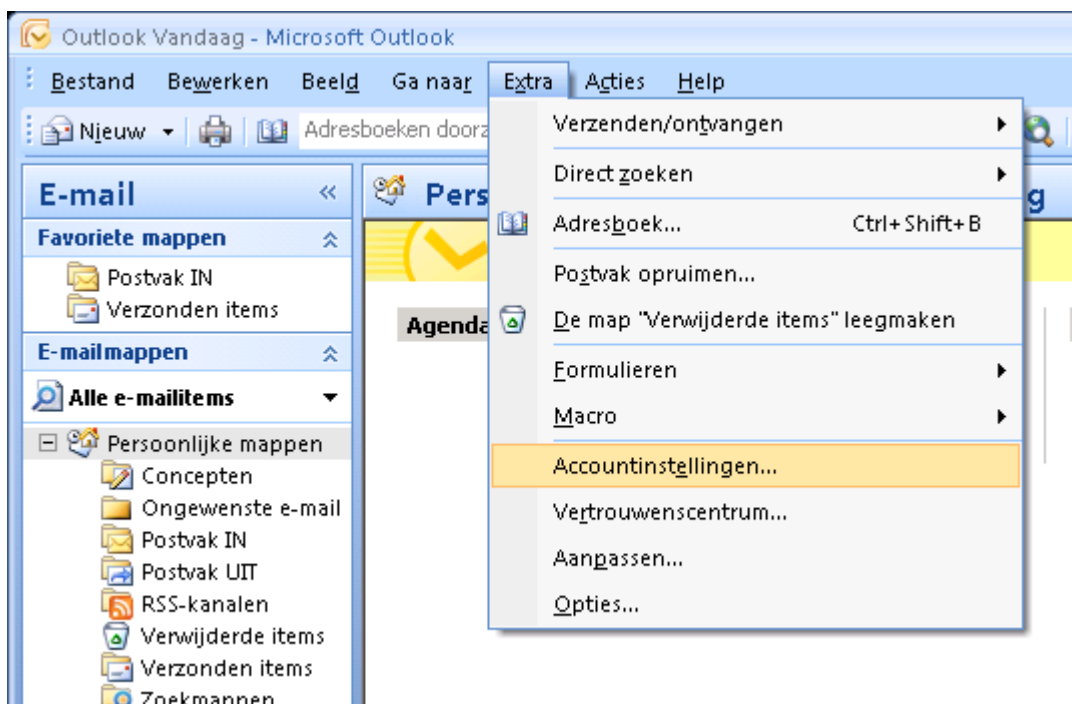 Outlook Vandaag - Microsoft Outlook
Bestand Bewerken Beeld Ga naar Extra Acties Help
Nieuw Adresboeken
E-mail
Favoriete mappen
Postvak IN
Verzonden items
E-mailmappen
Alle e-mailitems
Persoonlijke mappen
Concepten
Ongewenste e-mail
Postvak IN
Postvak UIT
RSS-kanalen
Verwijderde items
Verzonden items
Zoekmappen
Pers
g
Agenda
Verzenden/ontvangen
Direct zoeken
Adresboek... Ctrl+Shift+B
Postvak opruimen...
De map "Verwijderde items" leegmaken
Formulieren
Macro
Accountinstellingen...
Vertrouwenscentrum...
Aanpassen...
Opties...